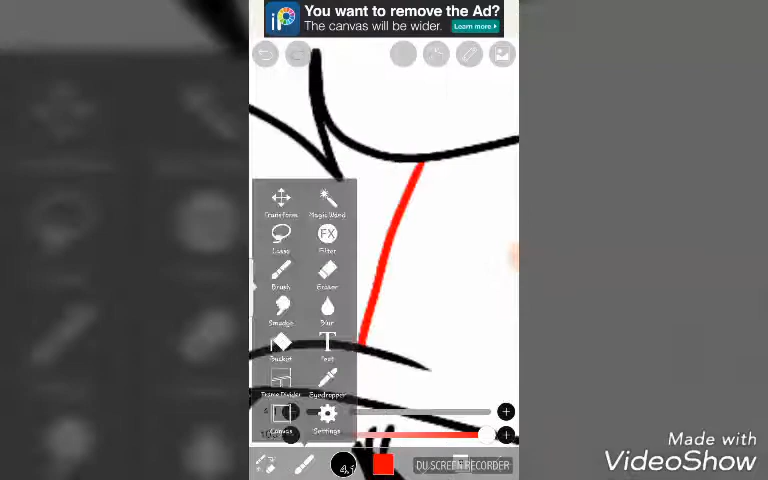 You want to remove the Ad?
The canvas will be wider.
Learn more
Transform
Magic Wand
Lasso
Filter
FX
Brush
Eraser
Smudge
Blur
Bucket
Text
T
Frame Divider
Eyedropper
Canvas
Settings
DU SCREEN RECORDER
Made with
VideoShow